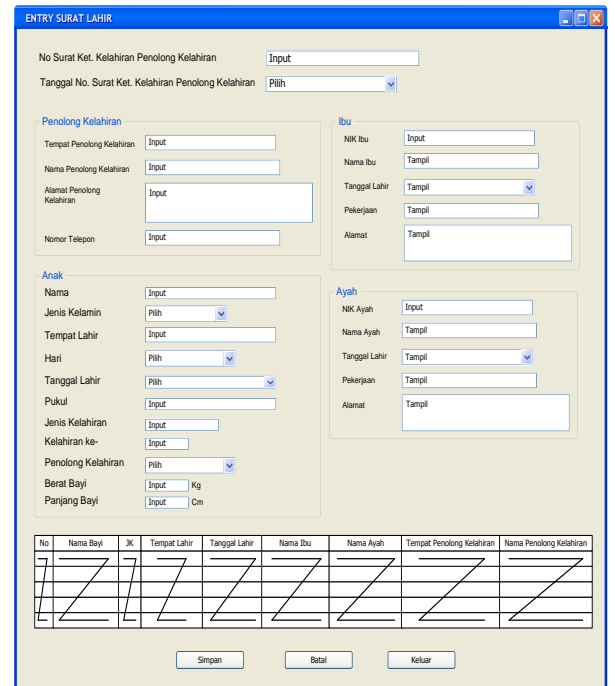 ENTRY SURAT LAHIR
No Surat Ket. Kelahiran Penolong Kelahiran Input
Tanggal No. Surat Ket. Kelahiran Penolong Kelahiran Pilih
Penolong Kelahiran
Tempat Penolong Kelahiran Input
Nama Penolong Kelahiran Input
Alamat Penolong Input
Kelahiran
Nomor Telepon Input
Ibu
NIK Ibu Input
Nama Ibu Tampil
Tanggal Lahir Tampil
Pekerjaan Tampil
Alamat Tampil
Anak
Nama Input
Jenis Kelamin Pilih
Tempat Lahir Input
Hari Pilih
Tanggal Lahir Pilih
Pukul Input
Jenis Kelahiran Input
Kelahiran ke- Input
Penolong Kelahiran Pilih
Berat Bayi Input Kg
Panjang Bayi Input Cm
Ayah
NIK Ayah Input
Nama Ayah Tampil
Tanggal Lahir Tampil
Pekerjaan Tampil
Alamat Tampil
No Nama Bayi JK Tempat Lahir Tanggal Lahir Nama Ibu Nama Ayah Tempat Penolong Kelahiran Nama Penolong Kelahiran
Simpan Batal Keluar